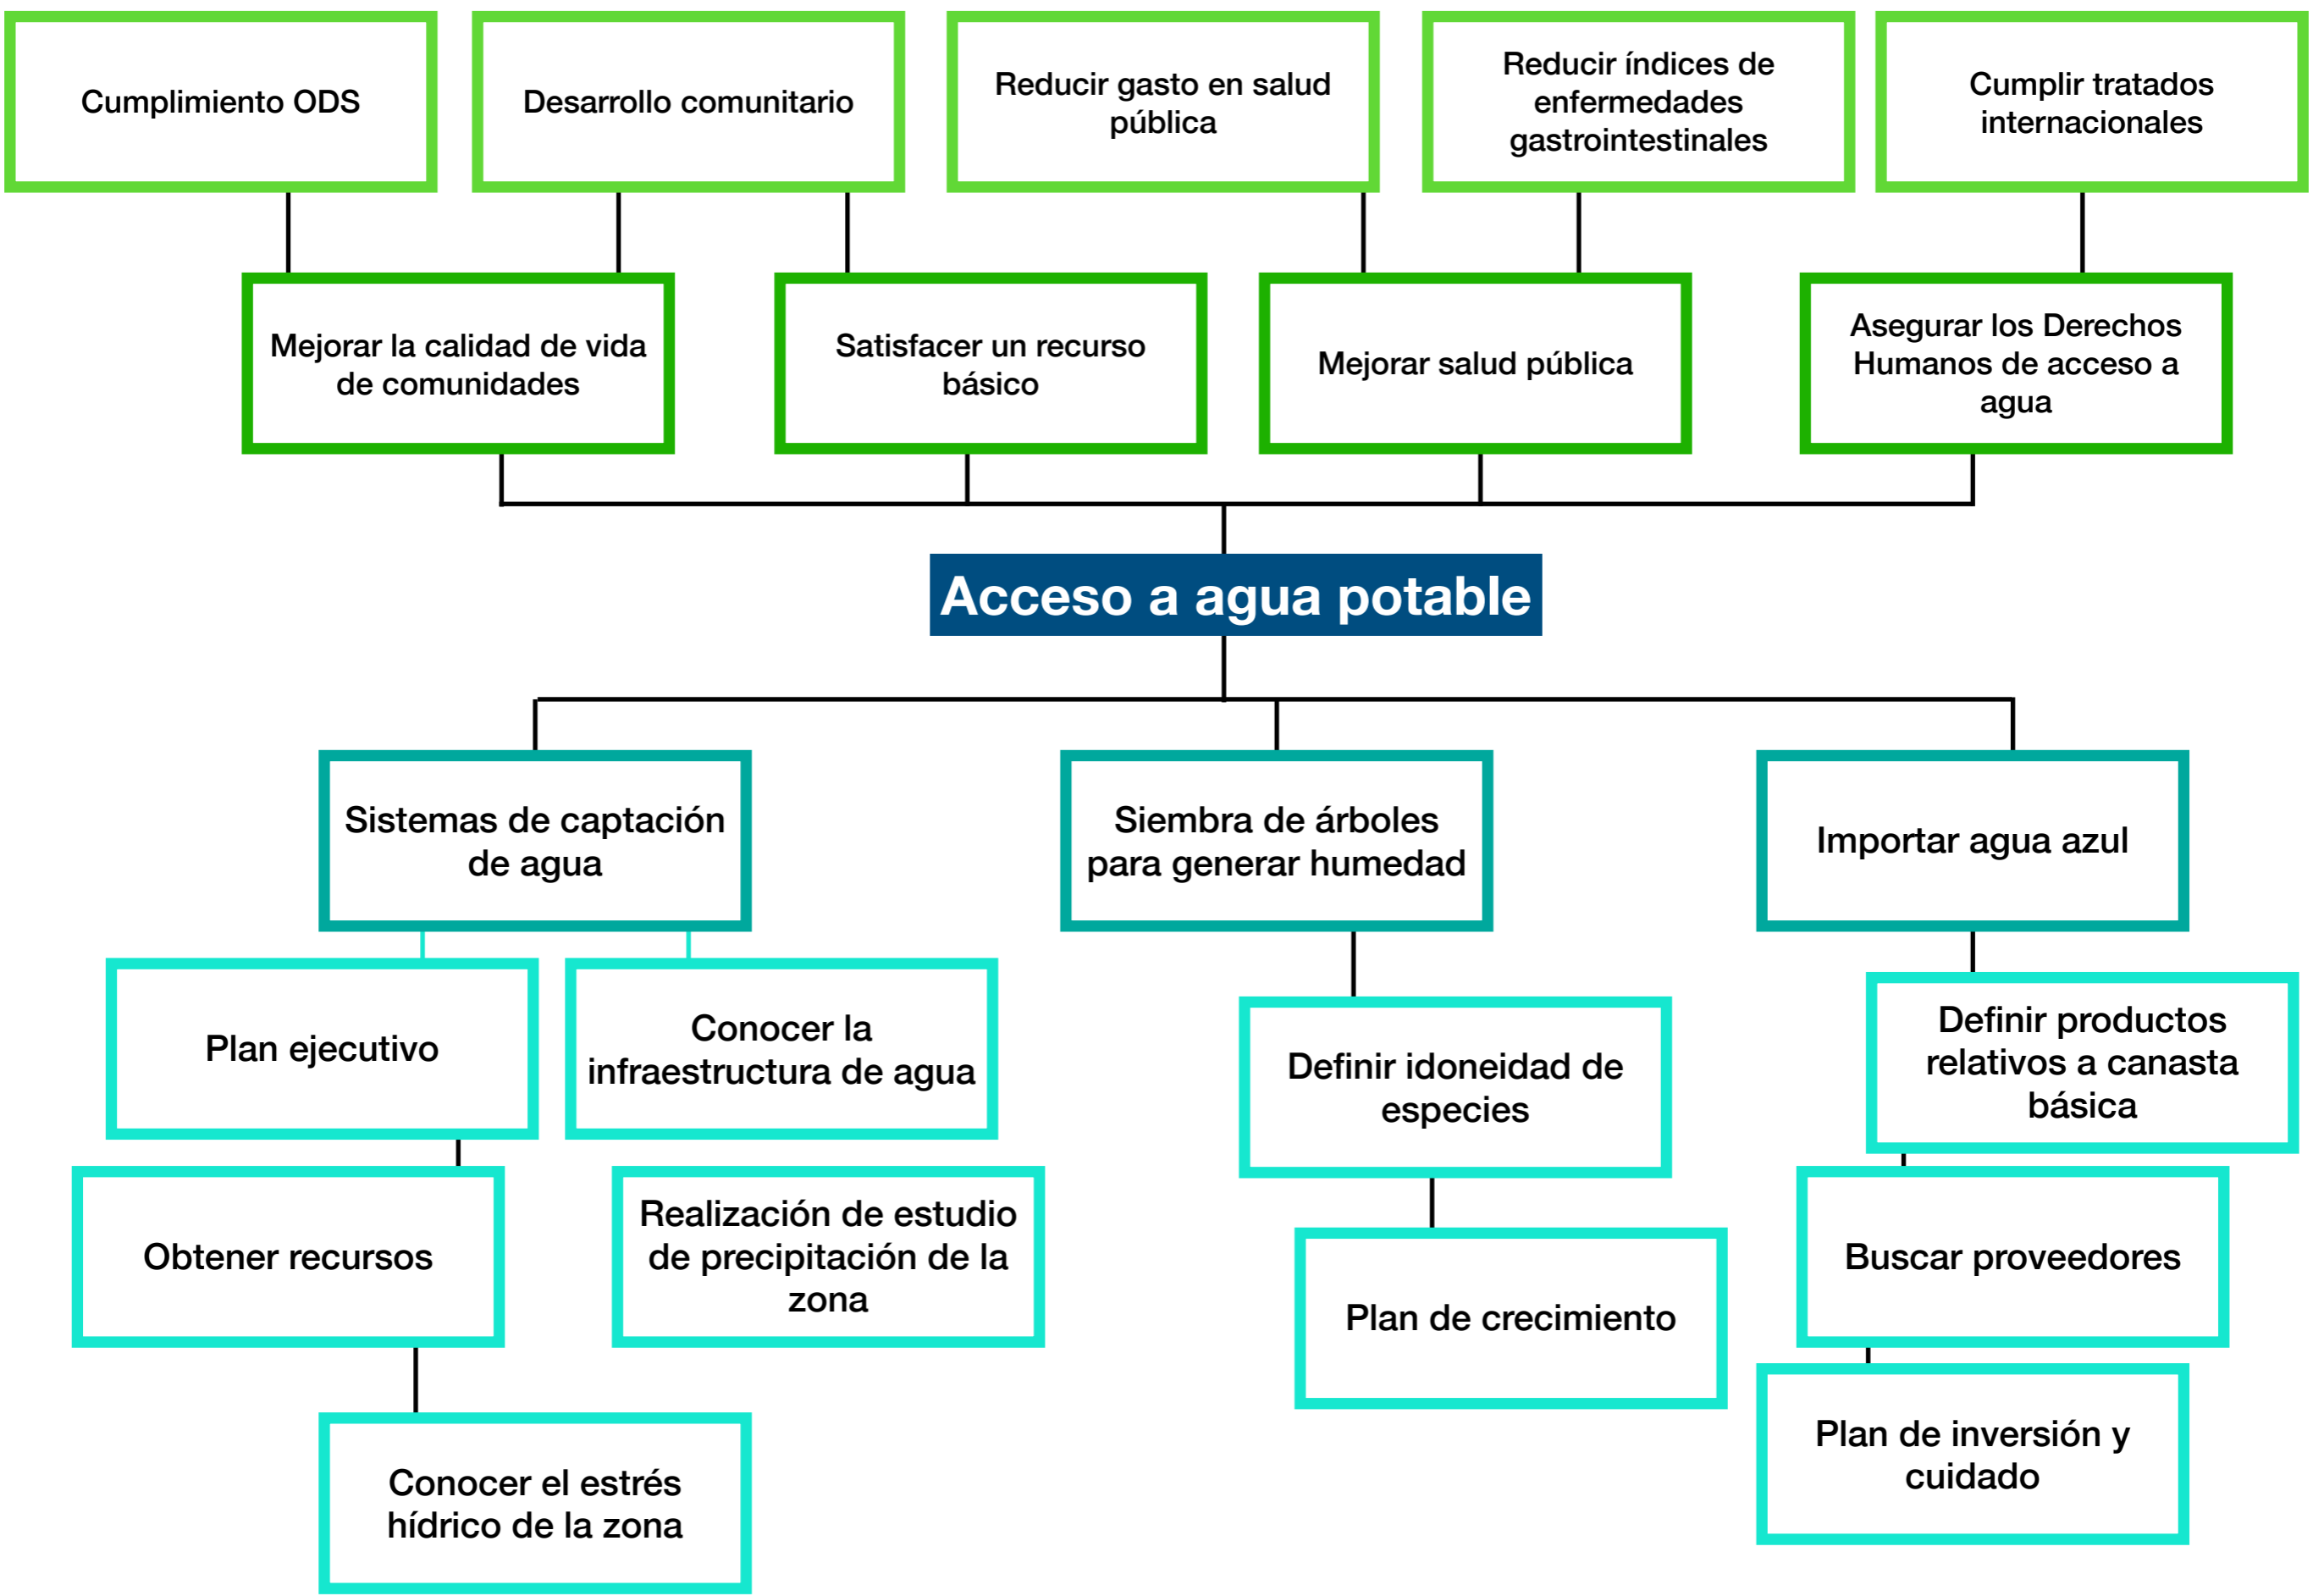 Cumplimiento ODS
Desarrollo comunitario
Reducir gasto en salud
pública
Reducir índices de
enfermedades
gastrointestinales
Cumplir tratados
internacionales
Mejorar la calidad de vida
de comunidades
Satisfacer un recurso
básico
Mejorar salud pública
Asegurar los Derechos
Humanos de acceso a
agua
Acceso a agua potable
Sistemas de captación
de agua
Siembra de árboles
para generar humedad
Importar agua azul
Plan ejecutivo
Conocer la
infraestructura de agua
Definir idoneidad de
especies
Definir productos
relativos a canasta
básica
Obtener recursos
Realización de estudio
de precipitación de la
zona
Plan de crecimiento
Buscar proveedores
Conocer el estrés
hídrico de la zona
Plan de inversión y
cuidado